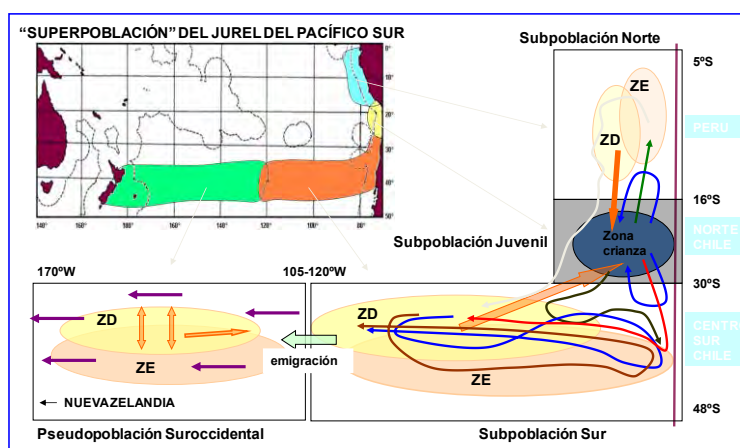 “SUPERPOBLACIÓN” DEL JUREL DEL PACÍFICO SUR
Subpoblación Norte
5ºS
ZE
ZD
PERU
16ºS
Subpoblación Juvenil
Zona
crianza
NORTE
CHILE
30ºS
170ºW
105-120ºW
ZD
ZE
emigración
NUEVAZELANDIA
ZD
ZE
CENTRO
SUR
CHILE
48ºS
Pseudopoblación Suroccidental
Subpoblación Sur